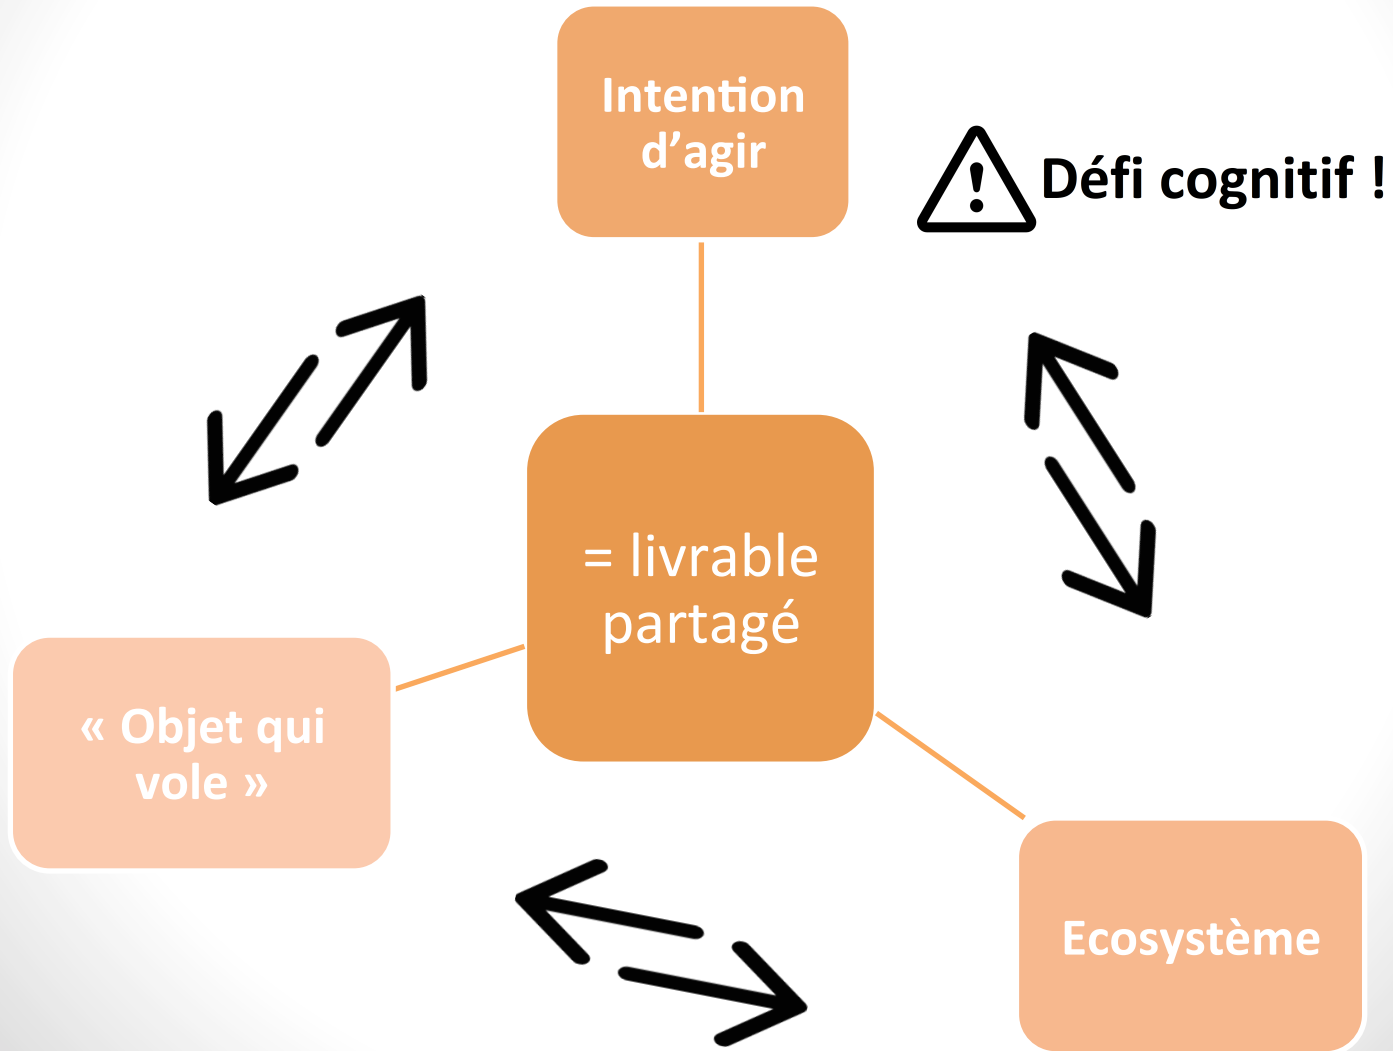 Intention
d’agir
Défi cognitif !
= livrable
partagé
« Objet qui
vole »
Ecosystème